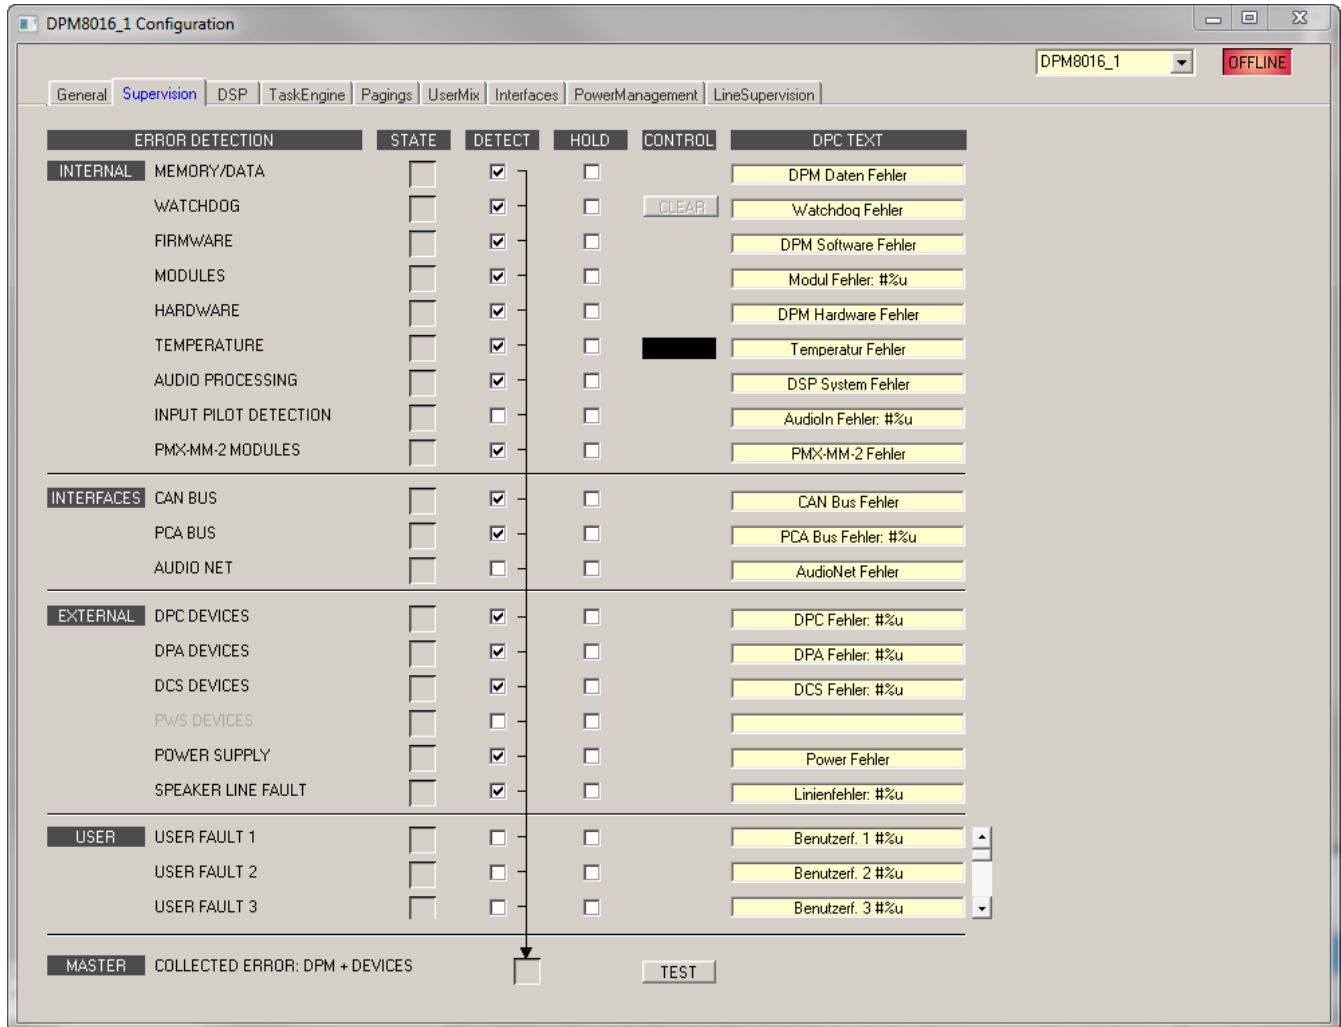 DPM8016_1 Configuration
DPM8016_1 OFFLINE
General Supervision DSP TaskEngine Pagings UserMix Interfaces PowerManagement LineSupervision
ERROR DETECTION STATE DETECT HOLD CONTROL DPC TEXT
INTERNAL MEMORY/DATA DPM Daten Fehler
WATCHDOG CLEAR Watchdog Fehler
FIRMWARE DPM Software Fehler
MODULES Modul Fehler: #%u
HARDWARE DPM Hardware Fehler
TEMPERATURE Temperatur Fehler
AUDIO PROCESSING DSP System Fehler
INPUT PILOT DETECTION AudioIn Fehler: #%u
PMX-MM-2 MODULES PMX-MM-2 Fehler
INTERFACES CAN BUS CAN Bus Fehler
PCA BUS PCA Bus Fehler: #%u
AUDIO NET AudioNet Fehler
EXTERNAL DPC DEVICES DPC Fehler: #%u
DPA DEVICES DPA Fehler: #%u
DCS DEVICES DCS Fehler: #%u
PWS DEVICES
POWER SUPPLY Power Fehler
SPEAKER LINE FAULT Linienfehler: #%u
USER USER FAULT 1 Benutzerf. 1 #%u
USER FAULT 2 Benutzerf. 2 #%u
USER FAULT 3 Benutzerf. 3 #%u
MASTER COLLECTED ERROR: DPM + DEVICES TEST